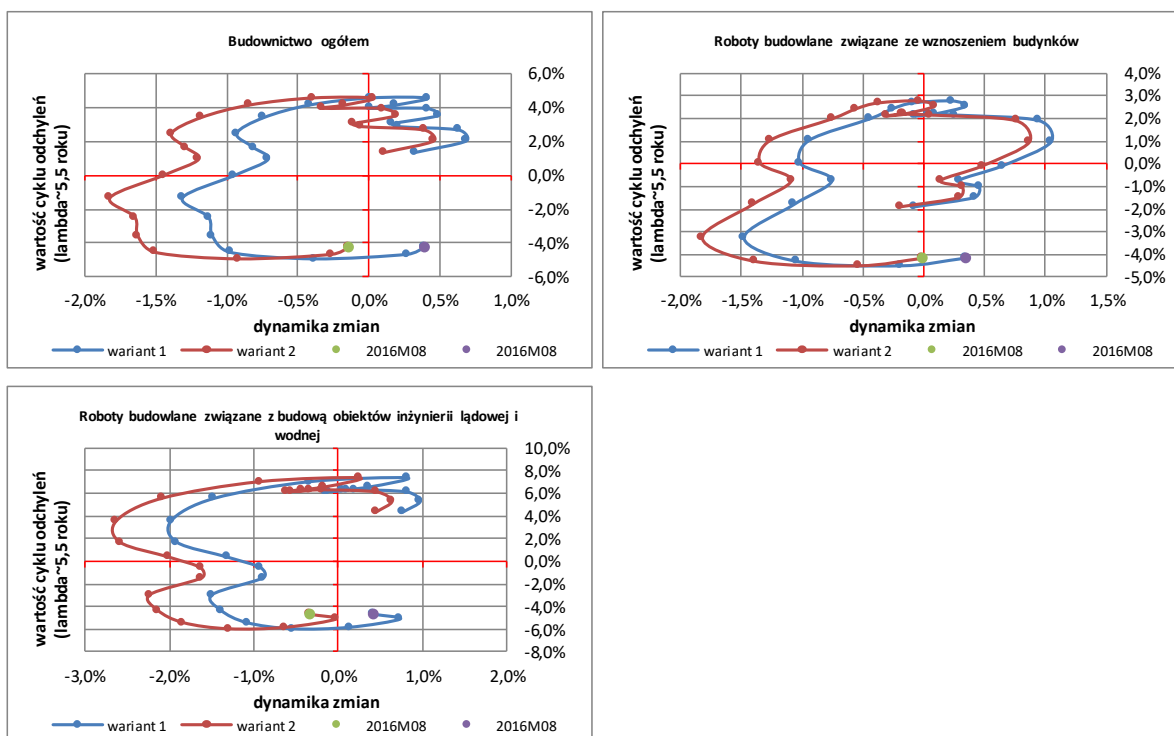 Budownictwo ogółem
6,0%
4,0%
2,0%
0,0%
-2,0%
-4,0%
-6,0%
wartość cyklu odchyleń
(lambda~5,5 roku)
-2,0% -1,5% -1,0% -0,5% 0,0% 0,5% 1,0%
dynamika zmian
wariant 1 wariant 2 2016M08 2016M08
Roboty budowlane związane ze wznoszeniem budynków
4,0%
3,0%
2,0%
1,0%
0,0%
-1,0%
-2,0%
-3,0%
-4,0%
-5,0%
wartość cyklu odchyleń
(lambda~5,5 roku)
-2,0% -1,5% -1,0% -0,5% 0,0% 0,5% 1,0% 1,5%
dynamika zmian
wariant 1 wariant 2 2016M08 2016M08
Roboty budowlane związane z budową obiektów inżynierii lądowej i
wodnej
10,0%
8,0%
6,0%
4,0%
2,0%
0,0%
-2,0%
-4,0%
-6,0%
-8,0%
wartość cyklu odchyleń
(lambda~5,5 roku)
-3,0% -2,0% -1,0% 0,0% 1,0% 2,0%
dynamika zmian
wariant 1 wariant 2 2016M08 2016M08